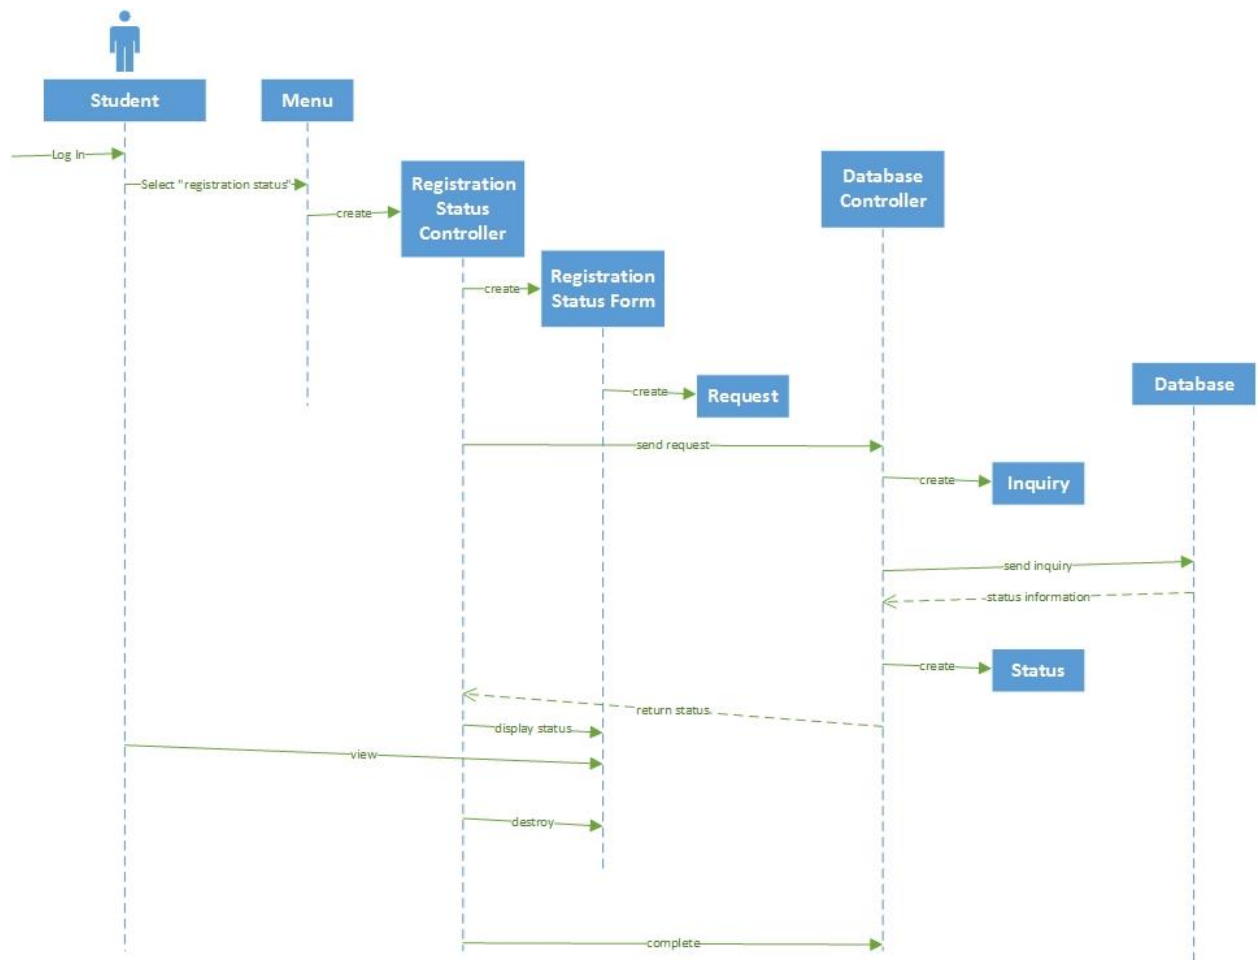 Student
Menu
Log In
Select "registration status"
create
Registration
Status
Controller
Database
Controller
create
Registration
Status Form
create
Request
Database
send request
create
Inquiry
send inquiry
status information
create
Status
return status
display status
view
destroy
complete